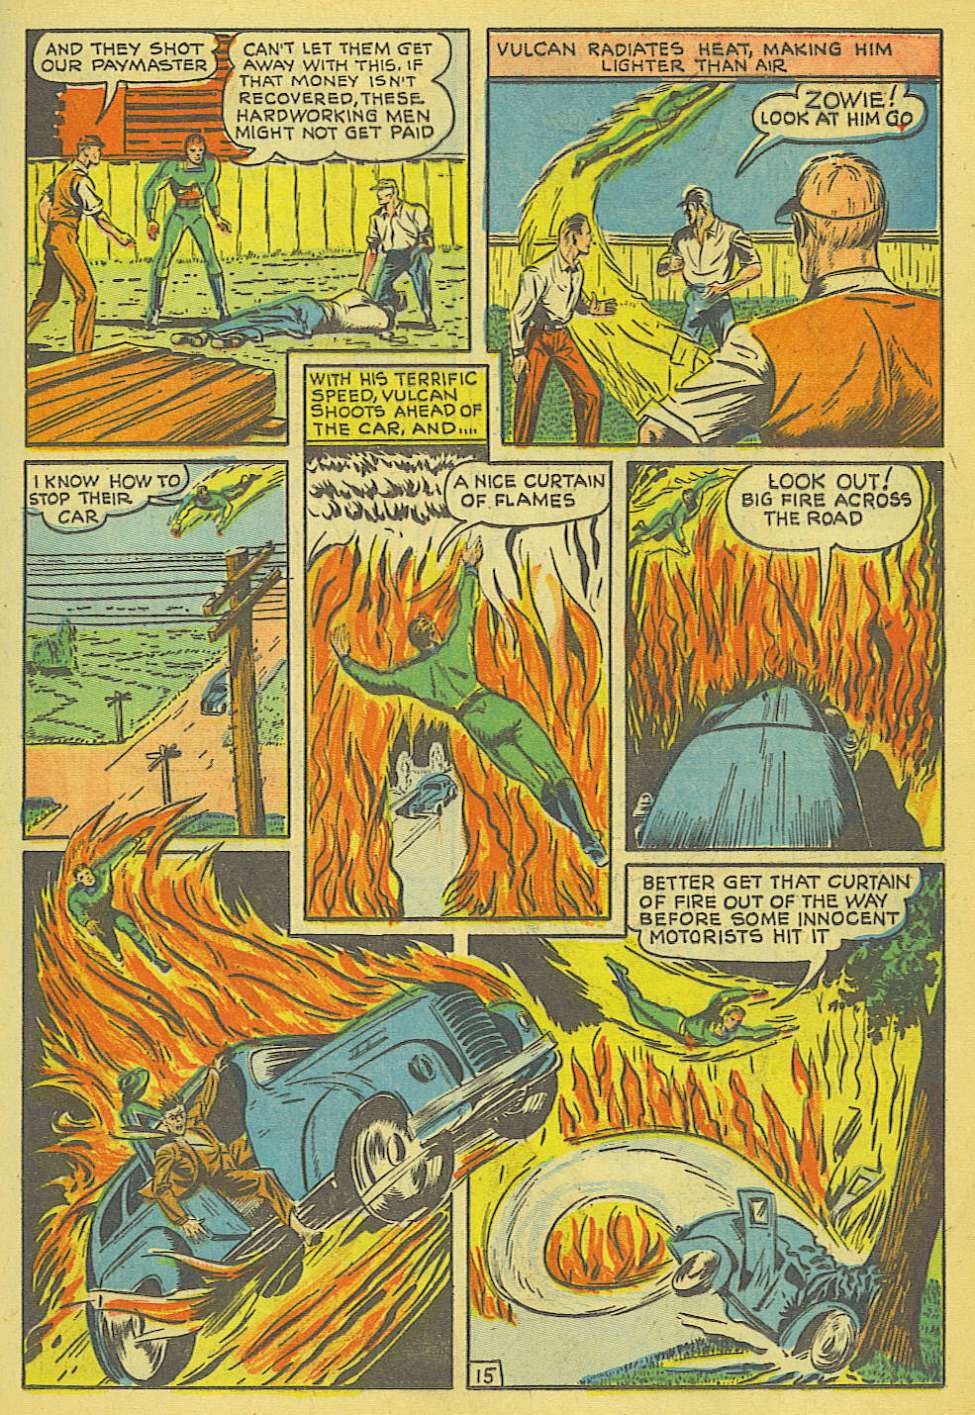 AND THEY SHOT
OUR PAYMASTER
CAN'T LET THEM GET
AWAY WITH THIS. IF
THAT MONEY ISN'T
RECOVERED, THESE
HARDWORKING MEN
MIGHT NOT GET PAID
VULCAN RADIATES HEAT, MAKING HIM
LIGHTER THAN AIR
ZOWIE!
LOOK AT HIM GO
I KNOW HOW TO
STOP THEIR
CAR
WITH HIS TERRIFIC
SPEED, VULCAN
SHOOTS AHEAD OF
THE CAR, AND....
A NICE CURTAIN
OF FLAMES
LOOK OUT!
BIG FIRE ACROSS
THE ROAD
BETTER GET THAT CURTAIN
OF FIRE OUT OF THE WAY
BEFORE SOME INNOCENT
MOTORISTS HIT IT
15